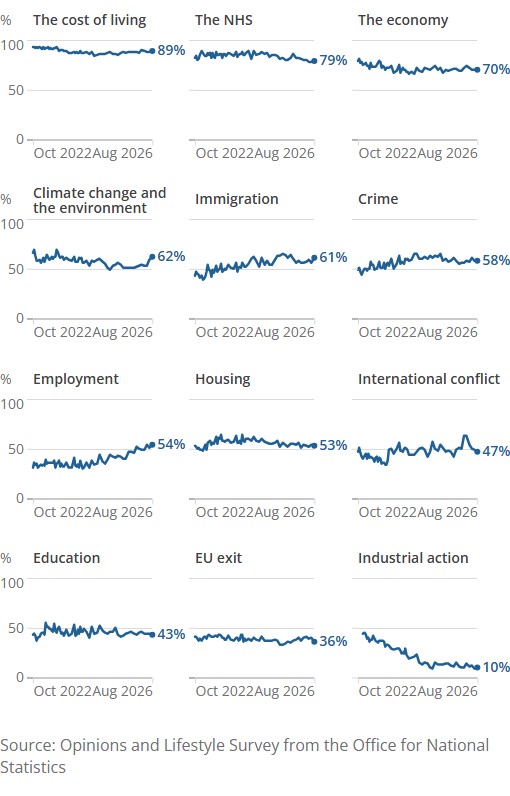 % The cost of living The NHS The economy
100
89% 79% 70%
50
0
Oct 2022Aug 2026 Oct 2022Aug 2026 Oct 2022Aug 2026
% Climate change and the environment Immigration Crime
100
62% 61% 58%
50
0
Oct 2022Aug 2026 Oct 2022Aug 2026 Oct 2022Aug 2026
% Employment Housing International conflict
100
54% 53% 47%
50
0
Oct 2022Aug 2026 Oct 2022Aug 2026 Oct 2022Aug 2026
% Education EU exit Industrial action
100
43% 36% 10%
50
0
Oct 2022Aug 2026 Oct 2022Aug 2026 Oct 2022Aug 2026
Source: Opinions and Lifestyle Survey from the Office for National
Statistics